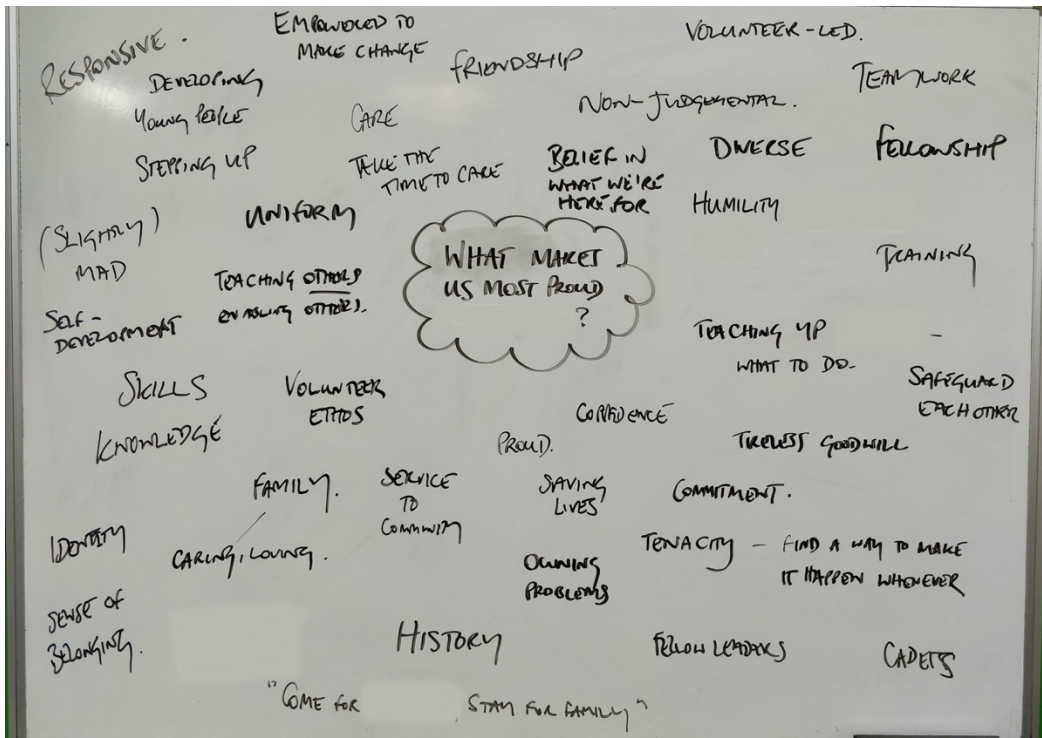 RESPONSIVE.
EMPOWERED TO
MAKE CHANGE
VOLUNTEER-LED.
FRIENDSHIP
TEAMWORK
DEVELOPING
YOUNG PEOPLE
CARE
NON-JUDGEMENTAL.
STEPPING UP
TAKE THE
TIME TO CARE
BELIEF IN
WHAT WE'RE
HERE FOR
DIVERSE
FELLOWSHIP
(SLIGHTLY)
MAD
UNIFORM
HUMILITY
WHAT MAKES
US MOST PROUD
?
TRAINING
TEACHING OTHERS
ENABLING OTHERS.
SELF-
DEVELOPMENT
TEACHING UP
WHAT TO DO-
-
SAFEGUARD
EACH OTHER
SKILLS
VOLUNTEER
ETHOS
CONFIDENCE
KNOWLEDGE
PROUD.
TIRELESS GOODWILL
FAMILY.
SERVICE
TO
COMMUNITY
SAVING
LIVES
COMMITMENT.
IDENTITY
CARING, LOVING.
OWNING
PROBLEMS
TENACITY - FIND A WAY TO MAKE
IT HAPPEN WHENEVER
SENSE OF
BELONGING.
HISTORY
FELLOW LEADERS
CADETS
"COME FOR STAY FOR FAMILY"